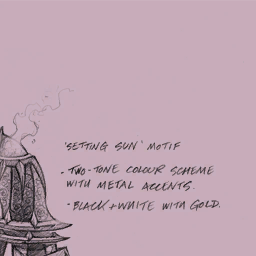 'SETTING SUN' MOTIF
- TWO-TONE COLOUR SCHEME
WITH METAL ACCENTS.
- BLACK + WHITE WITH GOLD.